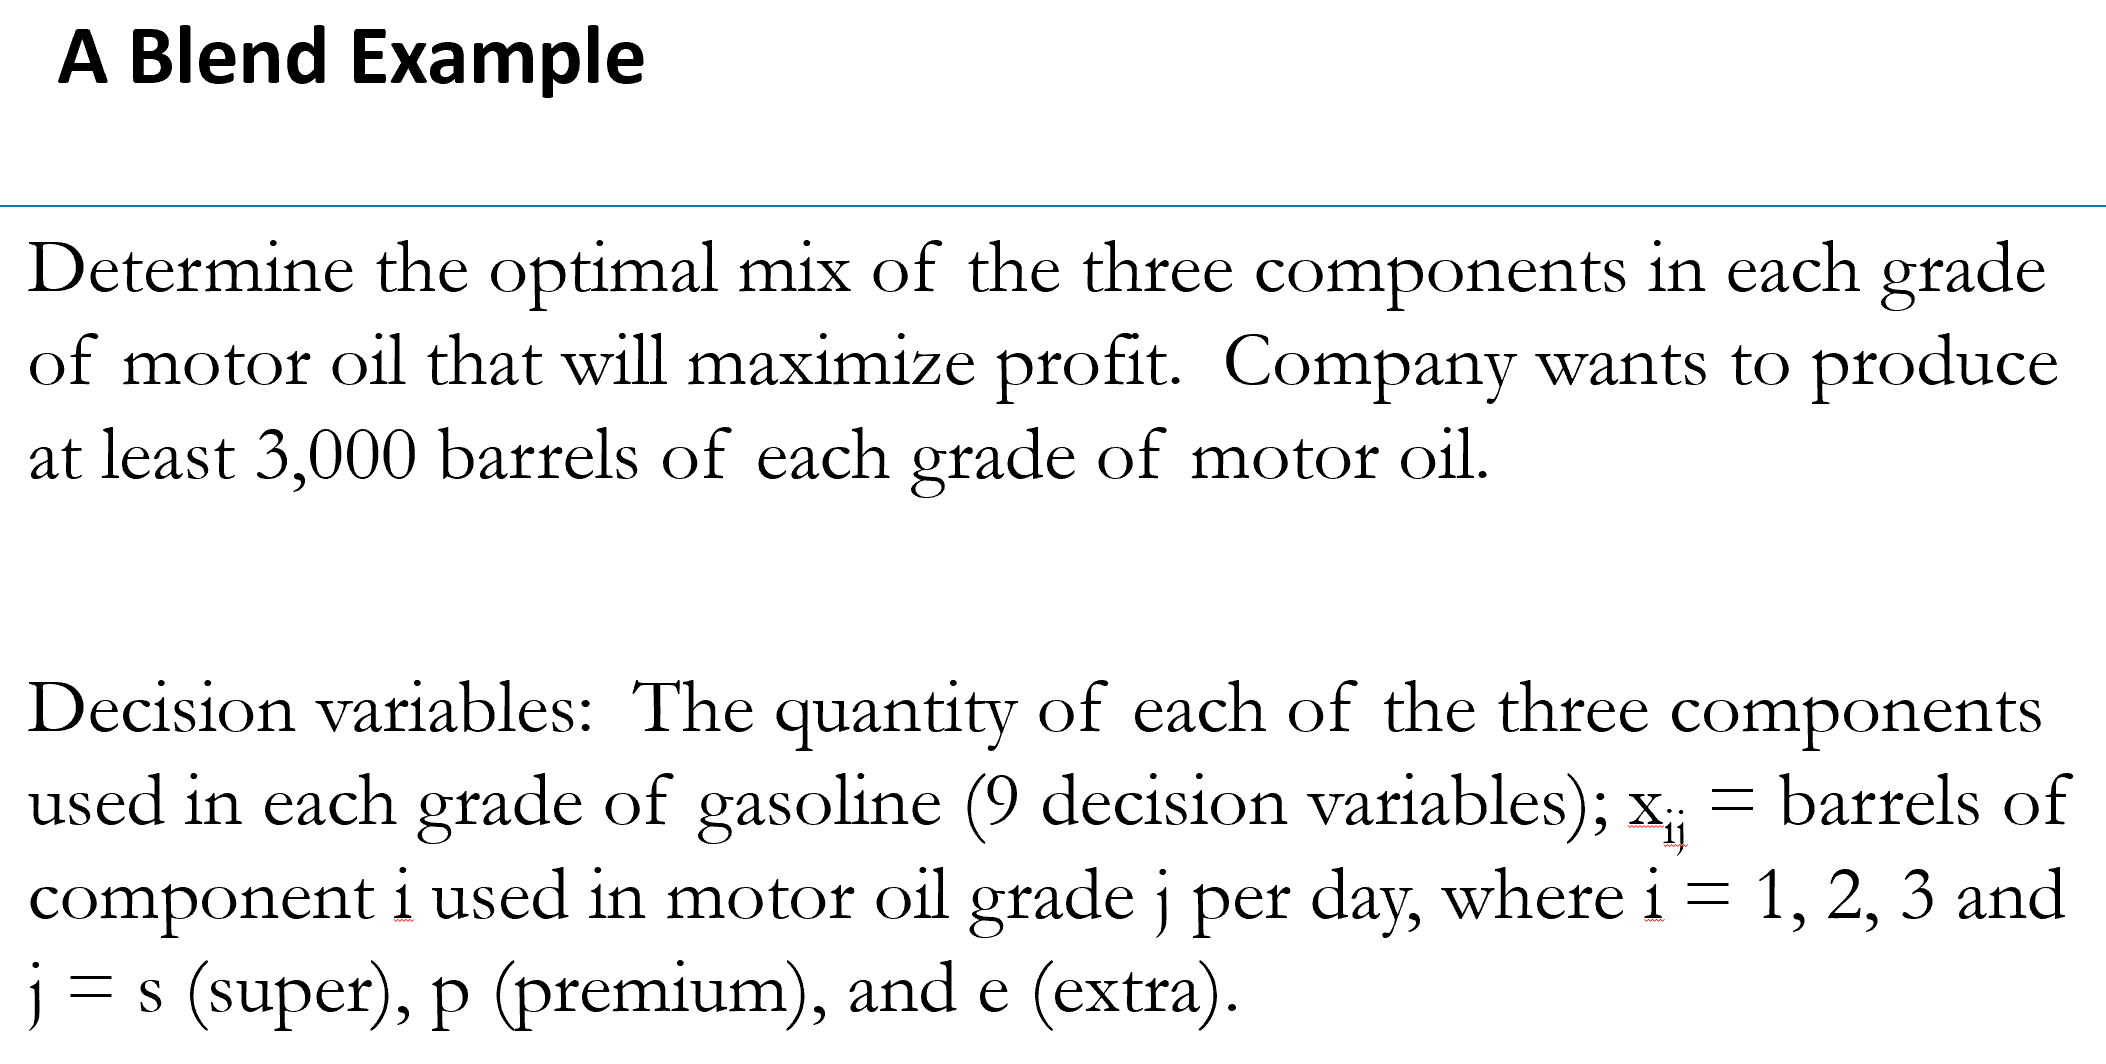 A Blend Example
Determine the optimal mix of the three components in each grade
of motor oil that will maximize profit.  Company wants to produce
at least 3,000 barrels of each grade of motor oil.
Decision variables:  The quantity of each of the three components
used in each grade of gasoline (9 decision variables); xij = barrels of
component i used in motor oil grade j per day, where i = 1, 2, 3 and
j = s (super), p (premium), and e (extra).